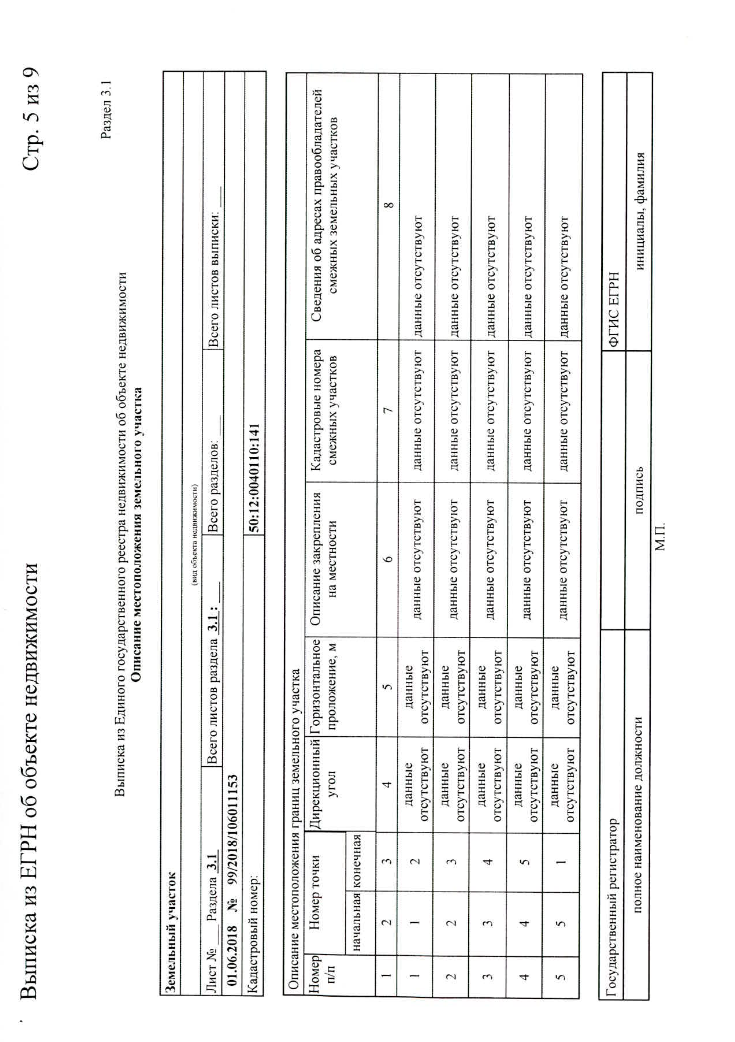 Выписка из ЕГРН об объекте недвижимости Стр. 5 из 9
Раздел 3.1
Выписка из Единого государственного реестра недвижимости об объекте недвижимости
Описание местоположения земельного участка
Земельный участок
(вид объекта недвижимости)
Лист № ___ Раздела 3.1 Всего листов раздела 3.1 : ___ Всего разделов: ___ Всего листов выписки: ___
01.06.2018 № 99/2018/106011153
Кадастровый номер: 50:12:0040110:141
Описание местоположения границ земельного участка
Номер п/п Номер точки Дирекционный угол Горизонтальное проложение, м Описание закрепления на местности Кадастровые номера смежных участков Сведения об адресах правообладателей смежных земельных участков
начальная конечная
1 2 3 4 5 6 7 8
1 1 2 данные отсутствуют данные отсутствуют данные отсутствуют данные отсутствуют данные отсутствуют
2 2 3 данные отсутствуют данные отсутствуют данные отсутствуют данные отсутствуют данные отсутствуют
3 3 4 данные отсутствуют данные отсутствуют данные отсутствуют данные отсутствуют данные отсутствуют
4 4 5 данные отсутствуют данные отсутствуют данные отсутствуют данные отсутствуют данные отсутствуют
5 5 1 данные отсутствуют данные отсутствуют данные отсутствуют данные отсутствуют данные отсутствуют
Государственный регистратор ФГИС ЕГРН
полное наименование должности подпись инициалы, фамилия
М.П.